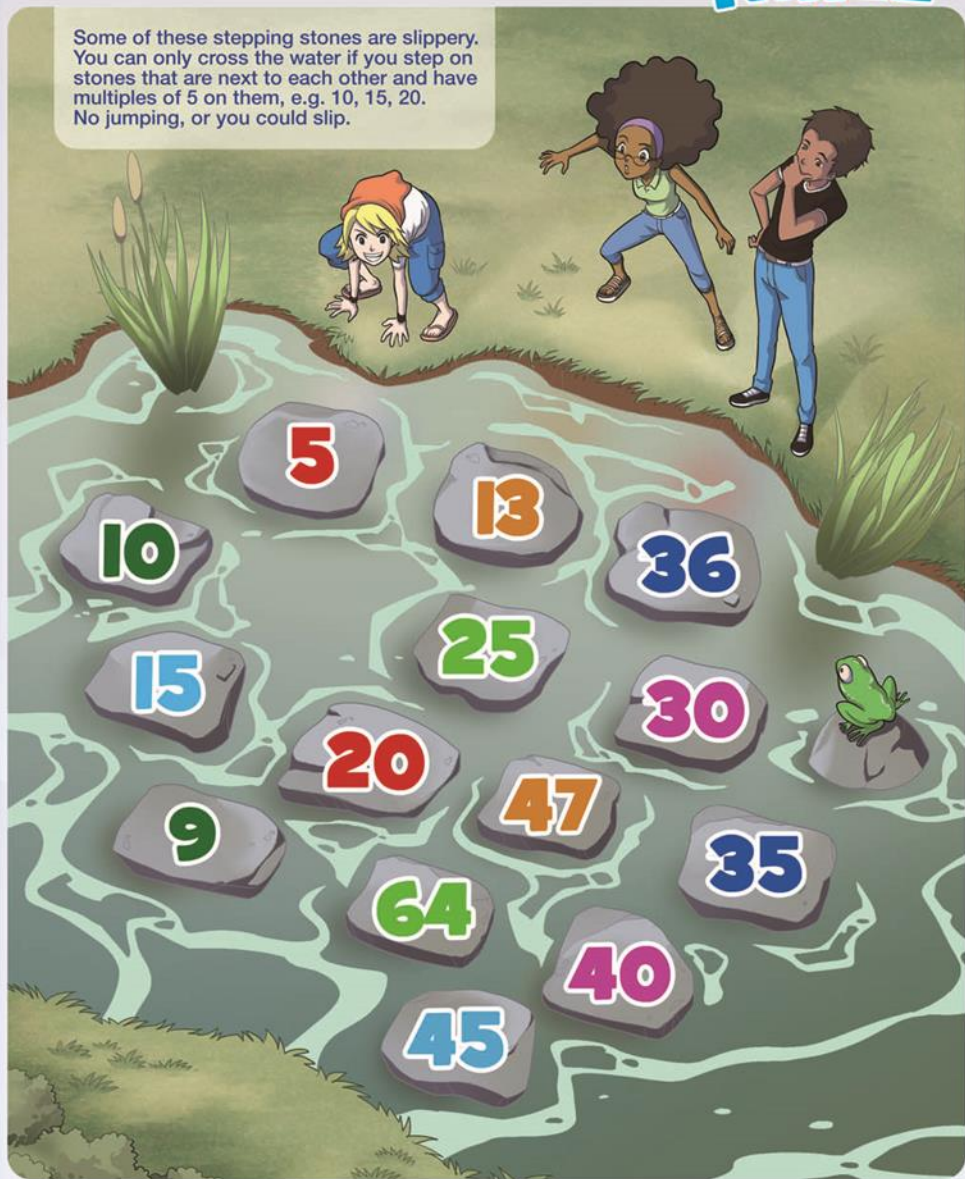 Some of these stepping stones are slippery.
You can only cross the water if you step on
stones that are next to each other and have
multiples of 5 on them, e.g. 10, 15, 20.
No jumping, or you could slip.
5
13
10
36
25
15
30
20
47
9
35
64
40
45